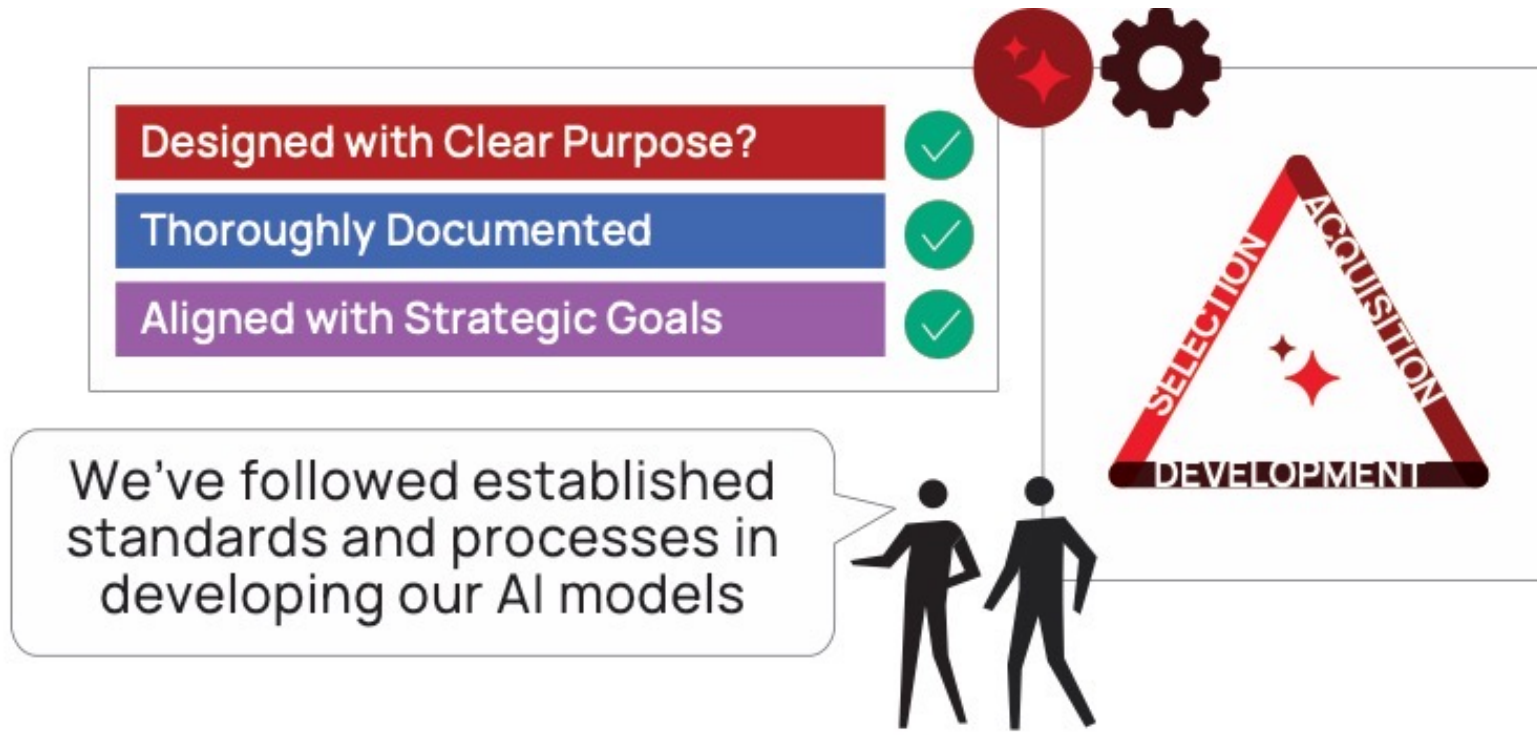 Designed with Clear Purpose?
Thoroughly Documented
Aligned with Strategic Goals
We’ve followed established
standards and processes in
developing our AI models
SELECTION
ACQUISITION
DEVELOPMENT